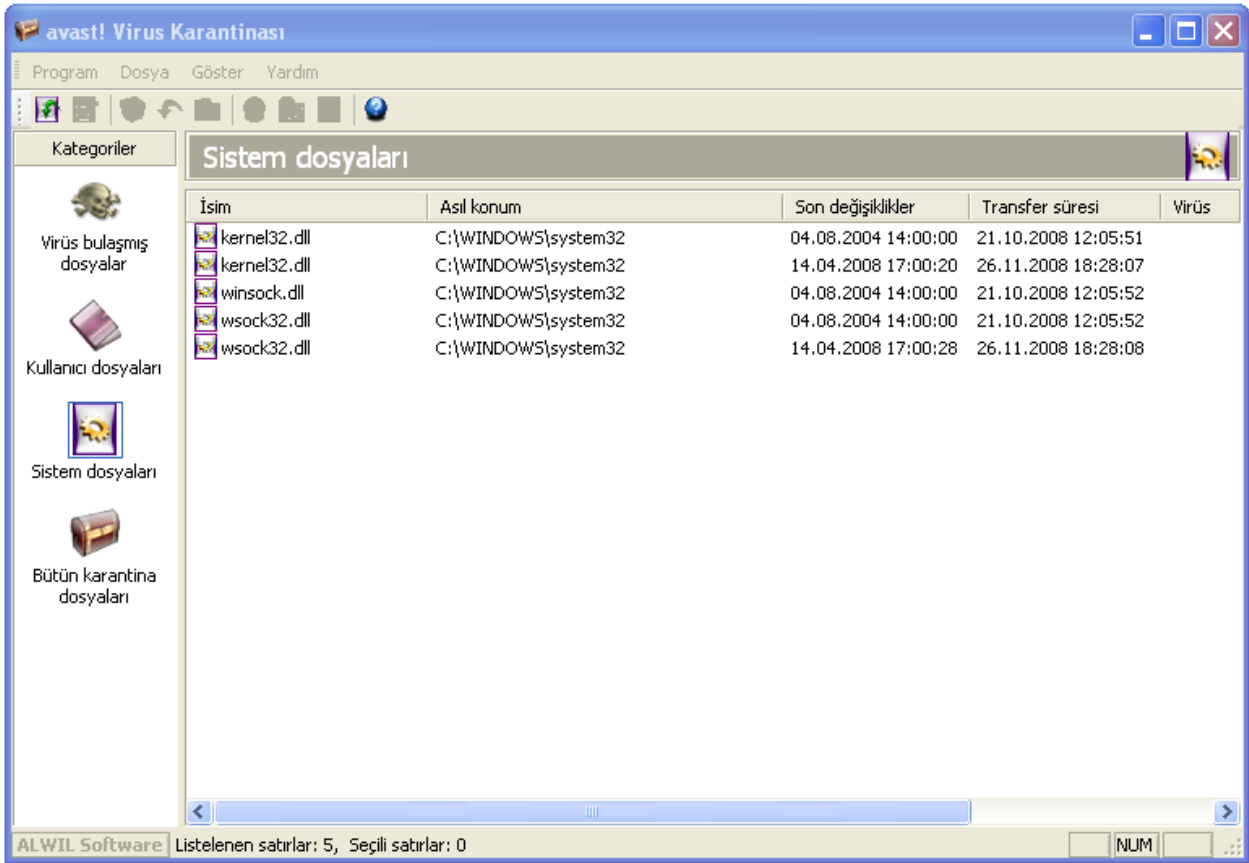 avast! Virus Karantinası
Program Dosya Göster Yardım
Kategoriler
Virüs bulaşmış
dosyalar
Kullanıcı dosyaları
Sistem dosyaları
Bütün karantina
dosyaları
Sistem dosyaları
İsim Asıl konum Son değişiklikler Transfer süresi Virüs
kernel32.dll C:\WINDOWS\system32 04.08.2004 14:00:00 21.10.2008 12:05:51
kernel32.dll C:\WINDOWS\system32 14.04.2008 17:00:20 26.11.2008 18:28:07
winsock.dll C:\WINDOWS\system32 04.08.2004 14:00:00 21.10.2008 12:05:52
wsock32.dll C:\WINDOWS\system32 04.08.2004 14:00:00 21.10.2008 12:05:52
wsock32.dll C:\WINDOWS\system32 14.04.2008 17:00:28 26.11.2008 18:28:08
ALWIL Software Listelenen satırlar: 5, Seçili satırlar: 0 NUM